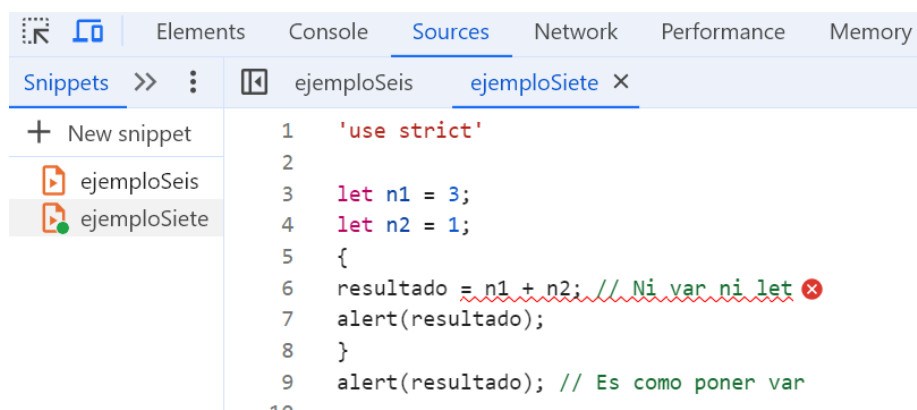 Elements Console Sources Network Performance Memory
Snippets
ejemploSeis ejemploSiete
New snippet
ejemploSeis
ejemploSiete
1 'use strict'
2
3 let n1 = 3;
4 let n2 = 1;
5 {
6 resultado = n1 + n2; // Ni var ni let
7 alert(resultado);
8 }
9 alert(resultado); // Es como poner var
10